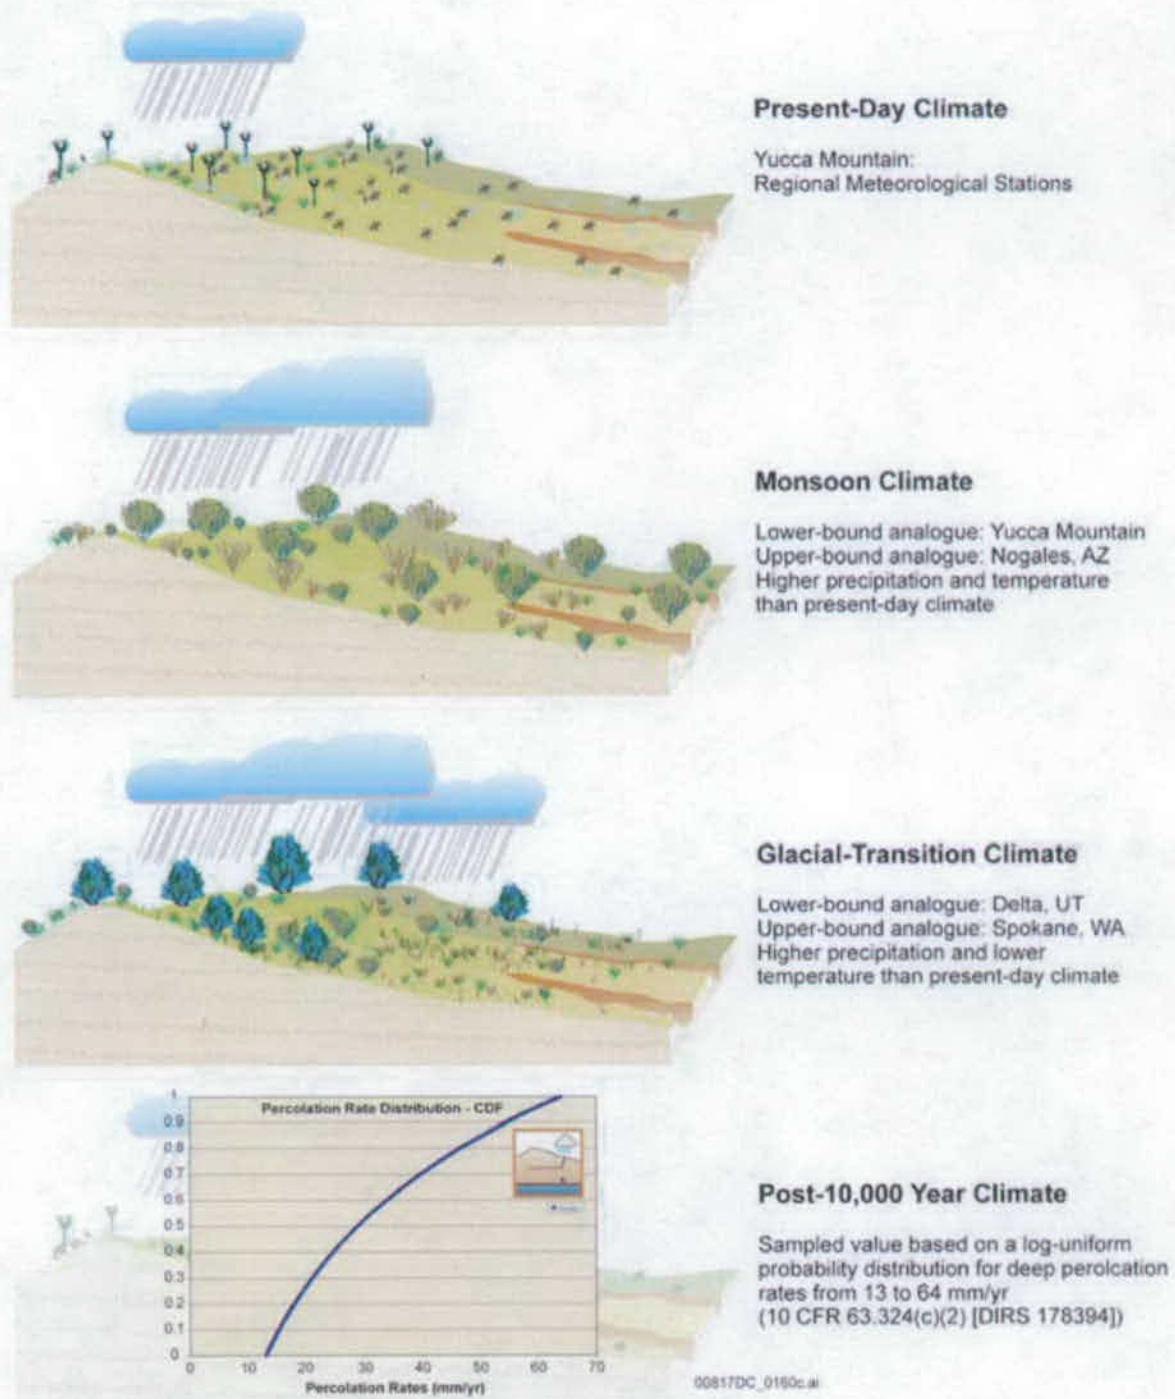 Present-Day Climate
Yucca Mountain:
Regional Meteorological Stations
Monsoon Climate
Lower-bound analogue: Yucca Mountain
Upper-bound analogue: Nogales, AZ
Higher precipitation and temperature
than present-day climate
Glacial-Transition Climate
Lower-bound analogue: Delta, UT
Upper-bound analogue: Spokane, WA
Higher precipitation and lower
temperature than present-day climate
Percolation Rate Distribution - CDF
1
0.9
0.8
0.7
0.6
0.5
0.4
0.3
0.2
0.1
0
0 10 20 30 40 50 60 70
Percolation Rates (mm/yr)
Post-10,000 Year Climate
Sampled value based on a log-uniform
probability distribution for deep perolcation
rates from 13 to 64 mm/yr
(10 CFR 63.324(c)(2) [DIRS 178394])
00817DC_0160c.ai